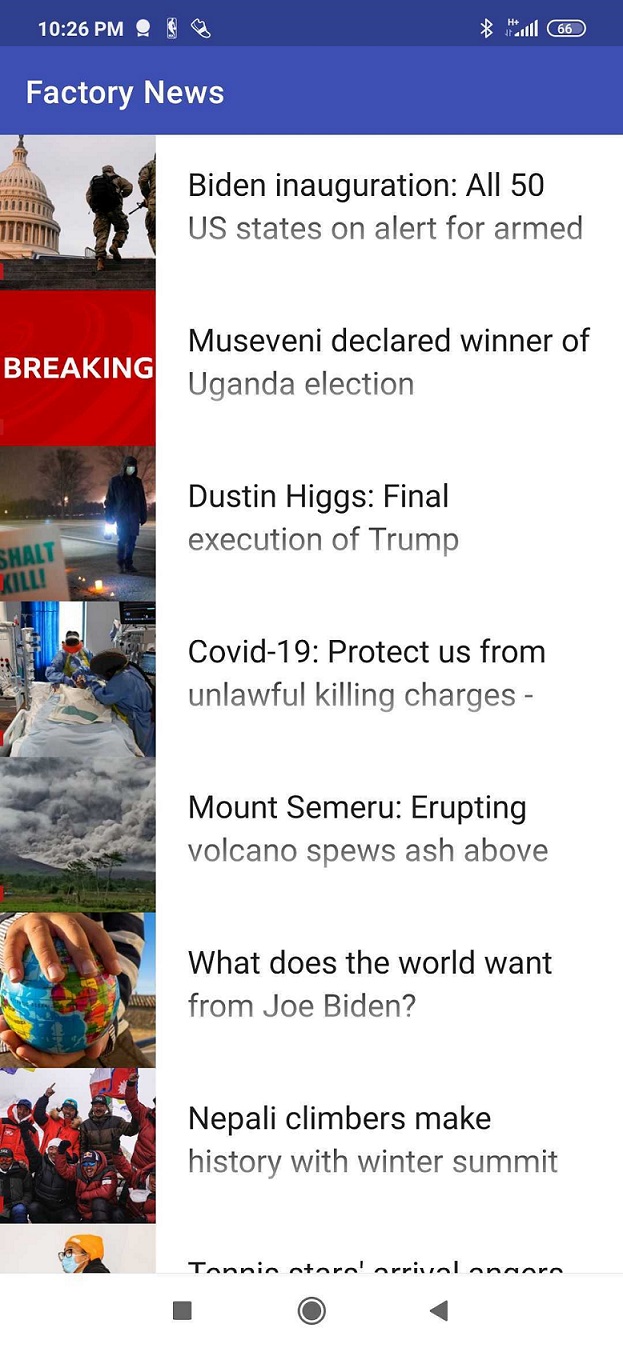 10:26 PM
H+
66
Factory News
Biden inauguration: All 50
US states on alert for armed
BREAKING
Museveni declared winner of
Uganda election
SHALT
KILL!
Dustin Higgs: Final
execution of Trump
Covid-19: Protect us from
unlawful killing charges -
Mount Semeru: Erupting
volcano spews ash above
What does the world want
from Joe Biden?
Nepali climbers make
history with winter summit
Tennis stars' arrival angers